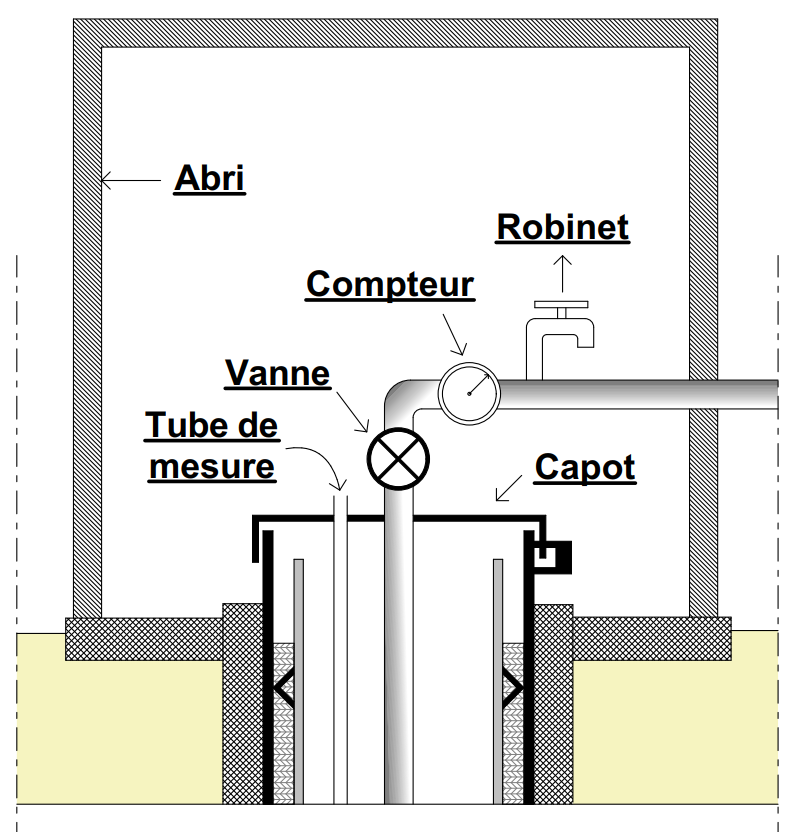 Abri
Robinet
Compteur
Vanne
Tube de
mesure
Capot